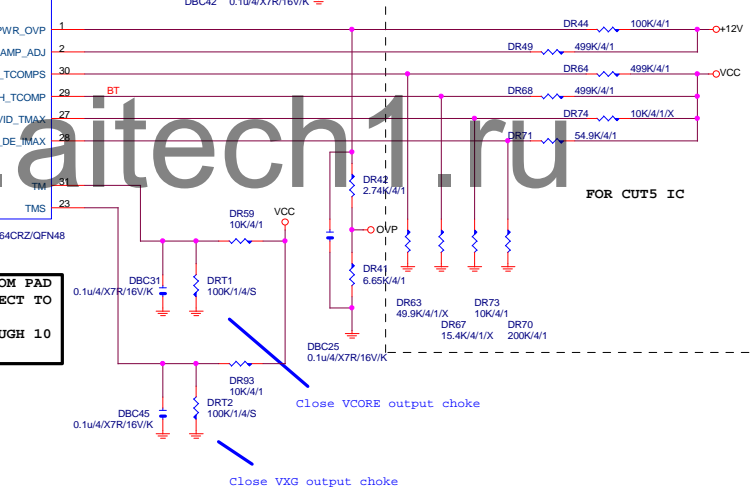 DBC42 0.1u/4/X7R/16V/K
PWR_OVP 1
DR44 100K/4/1
+12V
AMP_ADJ 2
DR49 499K/4/1
_TCOMPS 30
DR64 499K/4/1
VCC
H_TCOMP 29
BT
DR68 499K/4/1
VID_TMAX 27
DR74 10K/4/1/X
_DE_IMAX 28
DR71 54.9K/4/1
.aitech1.ru
TM 31
TMS 23
64CRZ/QFN48
DR42
2.74K/4/1
FOR CUT5 IC
DR59
10K/4/1
VCC
OVP
DR41
6.65K/4/1
OM PAD
ECT TO
UGH 10
DBC31
0.1u/4/X7R/16V/K
DRT1
100K/1/4/S
DR63
49.9K/4/1/X
DR73
10K/4/1
DR67
15.4K/4/1/X
DR70
200K/4/1
DBC25
0.1u/4/X7R/16V/K
DR93
10K/4/1
Close VCORE output choke
DBC45
0.1u/4/X7R/16V/K
DRT2
100K/1/4/S
Close VXG output choke